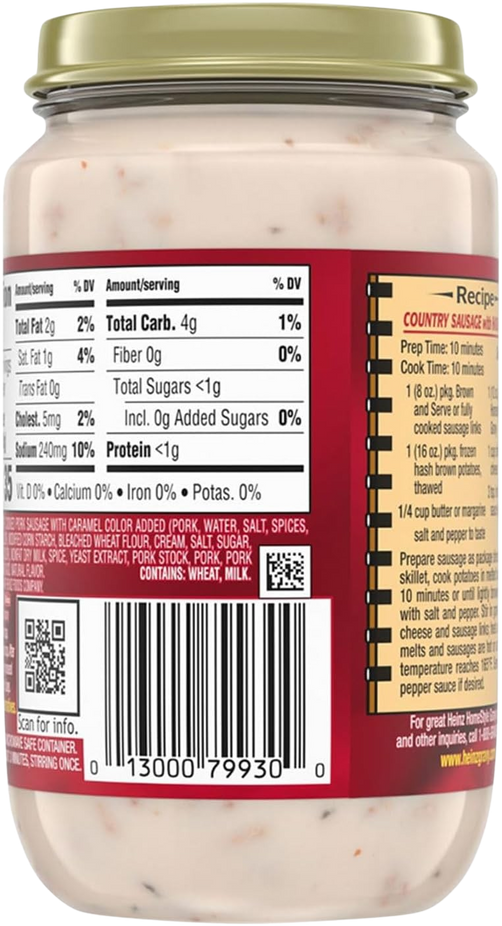 Amount/serving % DV
Total Fat 2g 2%
Sat. Fat 1g 4%
Trans Fat 0g
Cholest. 5mg 2%
Sodium 240mg 10%
Amount/serving % DV
Total Carb. 4g 1%
Fiber 0g 0%
Total Sugars <1g
Incl. 0g Added Sugars 0%
Protein <1g
Vit. D 0% • Calcium 0% • Iron 0% • Potas. 0%
PORK SAUSAGE WITH CARAMEL COLOR ADDED (PORK, WATER, SALT, SPICES,
CORN STARCH, BLEACHED WHEAT FLOUR, CREAM, SALT, SUGAR,
DRY MILK, SPICE, YEAST EXTRACT, PORK STOCK, PORK, PORK
NATURAL FLAVOR.
CONTAINS: WHEAT, MILK.
Scan for info.
SAFE CONTAINER.
MINUTES, STIRRING ONCE.
0 13000 79930 0
Recipe
COUNTRY SAUSAGE with
Prep Time: 10 minutes
Cook Time: 10 minutes
1 (8 oz.) pkg. Brown
and Serve or fully
cooked sausage links
1 (16 oz.) pkg. frozen
hash brown potatoes,
thawed
1/4 cup butter or margarine
salt and pepper to taste
Prepare sausage as package
skillet, cook potatoes in
10 minutes or until lightly
with salt and pepper. Stir in
cheese and sausage links;
melts and sausages are hot
temperature reaches
pepper sauce if desired.
For great Heinz HomeStyle
and other inquiries, call
www.heinz